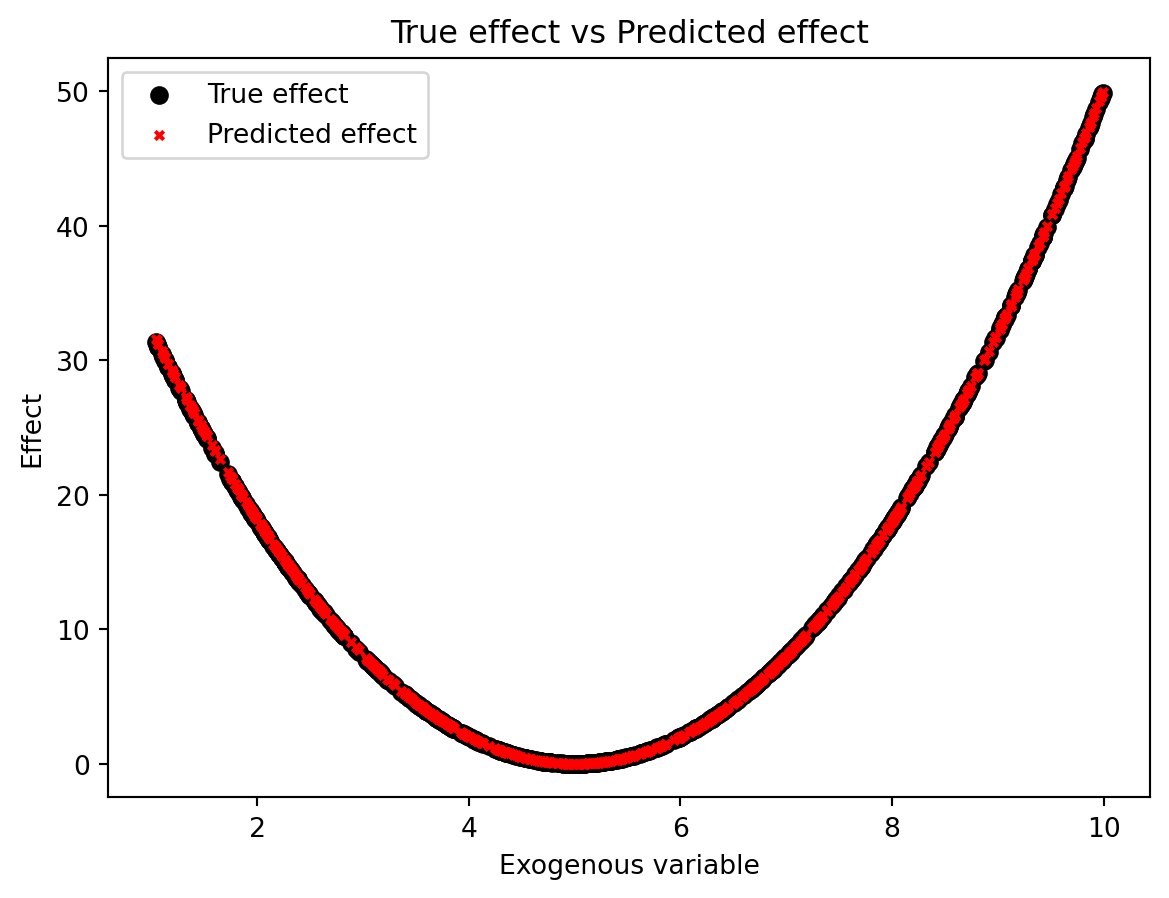 True effect vs Predicted effect
True effect
Predicted effect
50
40
30
20
10
0
Effect
2 4 6 8 10
Exogenous variable